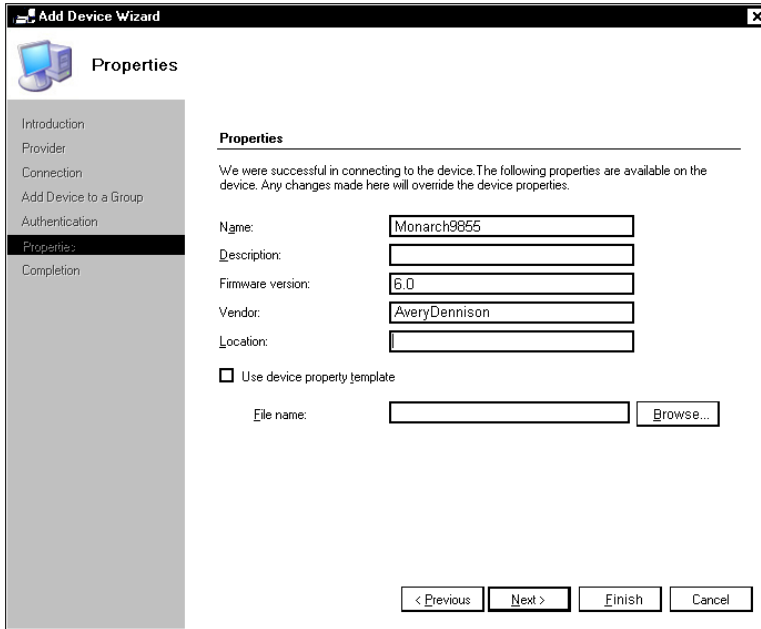 Add Device Wizard
Properties
Introduction
Provider
Connection
Add Device to a Group
Authentication
Properties
Completion
Properties
We were successful in connecting to the device.The following properties are available on the
device. Any changes made here will override the device properties.
Name: Monarch9855
Description:
Firmware version: 6.0
Vendor: AveryDennison
Location:
Use device property template
File name: Browse...
< Previous Next > Finish Cancel